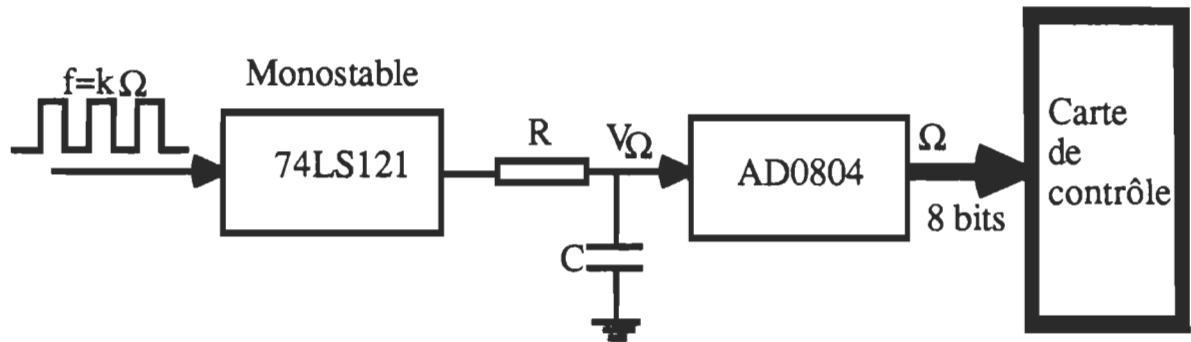 f=kΩ
Monostable
74LS121
R
VΩ
C
AD0804
Ω
8 bits
Carte
de
contrôle